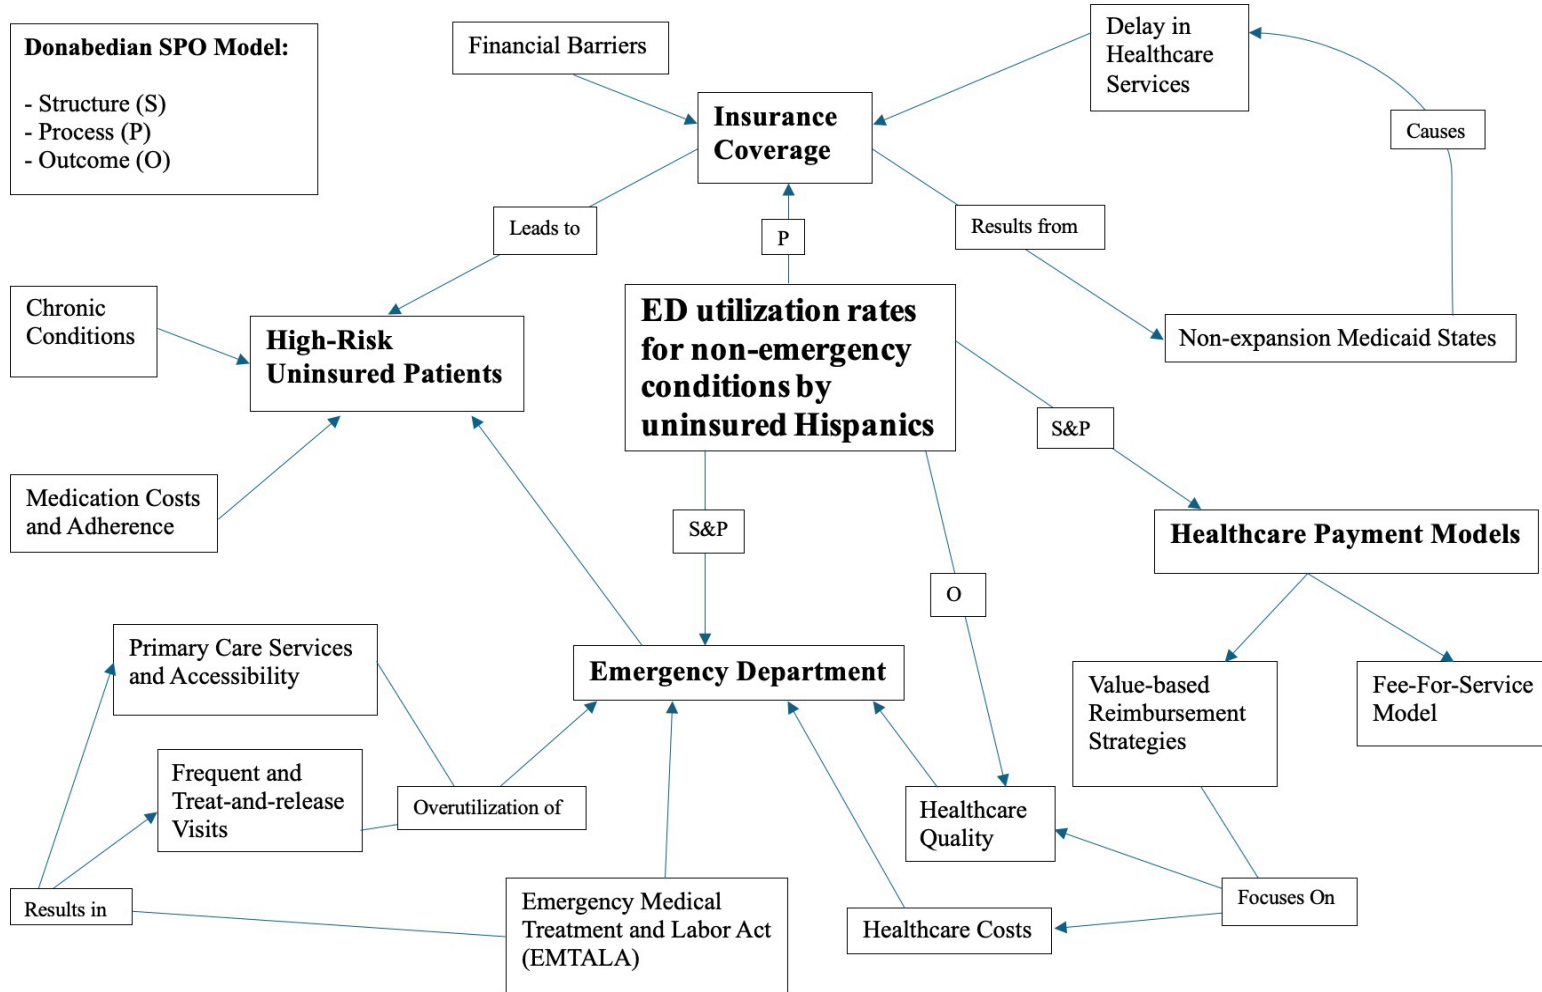 Donabedian SPO Model:
- Structure (S)
- Process (P)
- Outcome (O)
Financial Barriers
Delay in
Healthcare
Services
Insurance
Coverage
Causes
Leads to
P
Results from
Chronic
Conditions
High-Risk
Uninsured Patients
ED utilization rates
for non-emergency
conditions by
uninsured Hispanics
Non-expansion Medicaid States
S&P
Medication Costs
and Adherence
S&P
Healthcare Payment Models
O
Primary Care Services
and Accessibility
Emergency Department
Value-based
Reimbursement
Strategies
Fee-For-Service
Model
Frequent and
Treat-and-release
Visits
Overutilization of
Healthcare
Quality
Results in
Emergency Medical
Treatment and Labor Act
(EMTALA)
Healthcare Costs
Focuses On